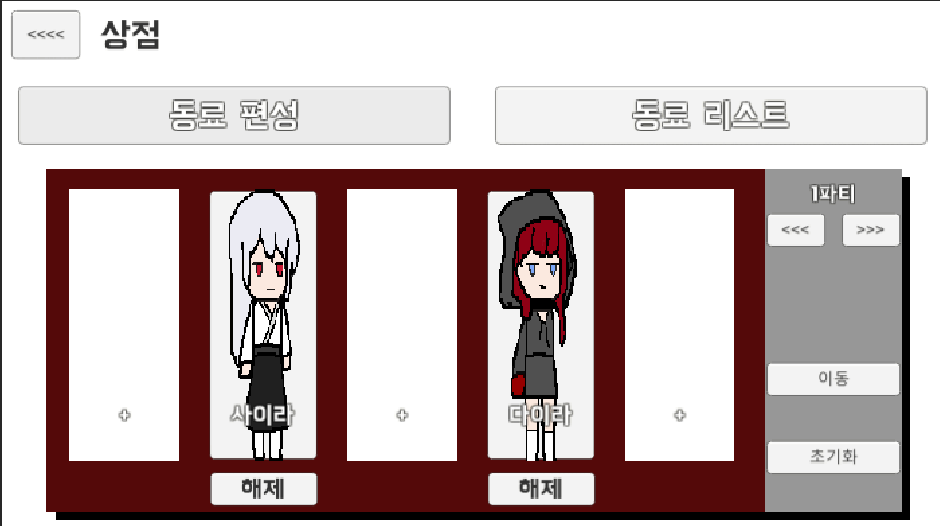 <<<< 상점
동료 편성 동료 리스트
1파티
<<< >>>
이동
+ 사이라 + 다이라 +
초기화
해제 해제